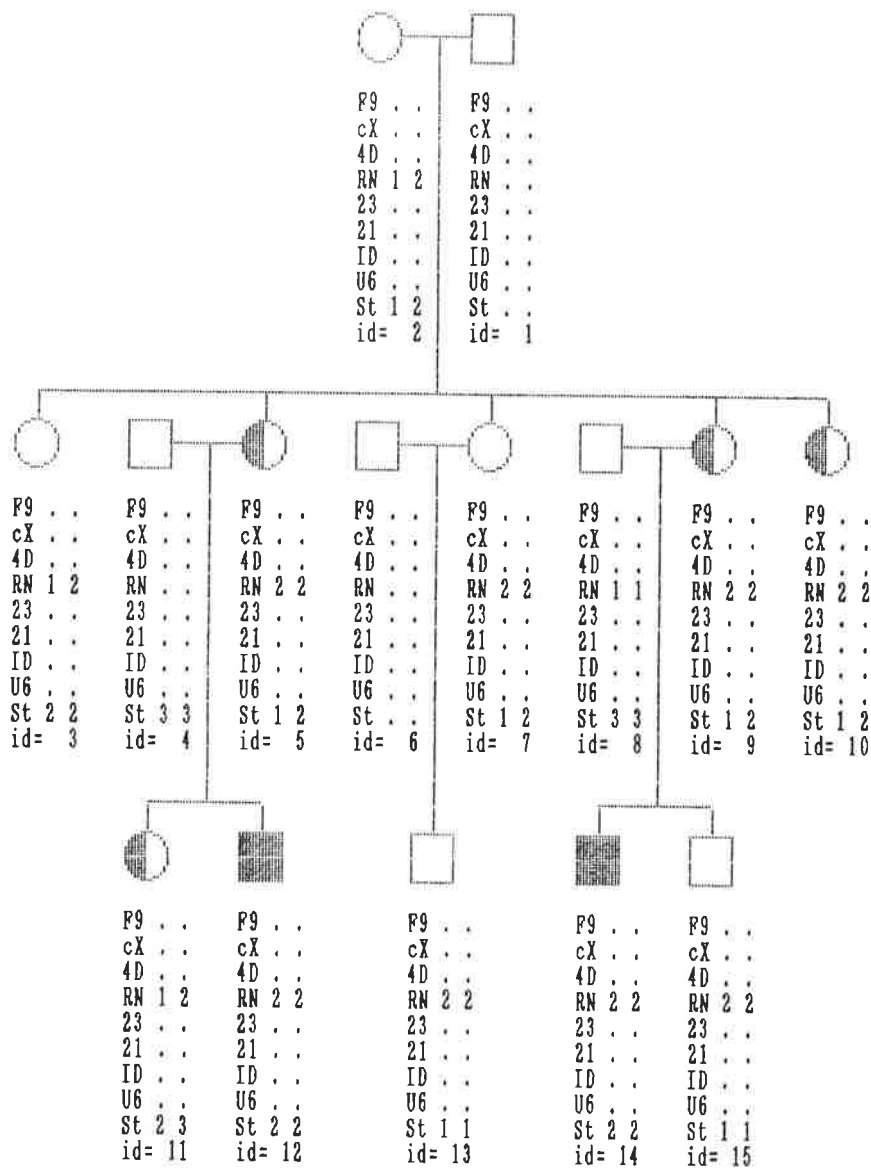 F9 . . F9 . .
cX . . cX . .
4D . . 4D . .
RN 1 2 RN . .
23 . . 23 . .
21 . . 21 . .
ID . . ID . .
U6 . . U6 . .
St 1 2 St . .
id= 2 id= 1
F9 . . F9 . . F9 . . F9 . . F9 . . F9 . . F9 . . F9 . .
cX . . cX . . cX . . cX . . cX . . cX . . cX . . cX . .
4D . . 4D . . 4D . . 4D . . 4D . . 4D . . 4D . . 4D . .
RN 1 2 RN . . RN 2 2 RN . . RN 2 2 RN 1 1 RN 2 2 RN 2 2
23 . . 23 . . 23 . . 23 . . 23 . . 23 . . 23 . . 23 . .
21 . . 21 . . 21 . . 21 . . 21 . . 21 . . 21 . . 21 . .
ID . . ID . . ID . . ID . . ID . . ID . . ID . . ID . .
U6 . . U6 . . U6 . . U6 . . U6 . . U6 . . U6 . . U6 . .
St 2 2 St 3 3 St 1 2 St . . St 1 2 St 3 3 St 1 2 St 1 2
id= 3 id= 4 id= 5 id= 6 id= 7 id= 8 id= 9 id= 10
F9 . . F9 . . F9 . . F9 . . F9 . .
cX . . cX . . cX . . cX . . cX . .
4D . . 4D . . 4D . . 4D . . 4D . .
RN 1 2 RN 2 2 RN 2 2 RN 2 2 RN 2 2
23 . . 23 . . 23 . . 23 . . 23 . .
21 . . 21 . . 21 . . 21 . . 21 . .
ID . . ID . . ID . . ID . . ID . .
U6 . . U6 . . U6 . . U6 . . U6 . .
St 2 3 St 2 2 St 1 1 St 2 2 St 1 1
id= 11 id= 12 id= 13 id= 14 id= 15